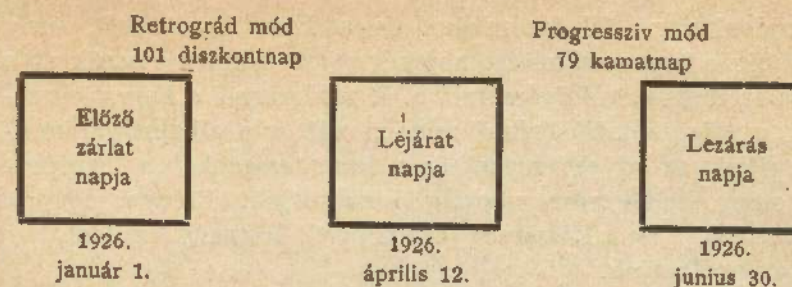 Retrográd mód
101 diszkontnap
Progressziv mód
79 kamatnap
Előző
zárlat
napja
Lejárat
napja
Lezárás
napja
1926.
január 1.
1926.
április 12.
1926.
junius 30.